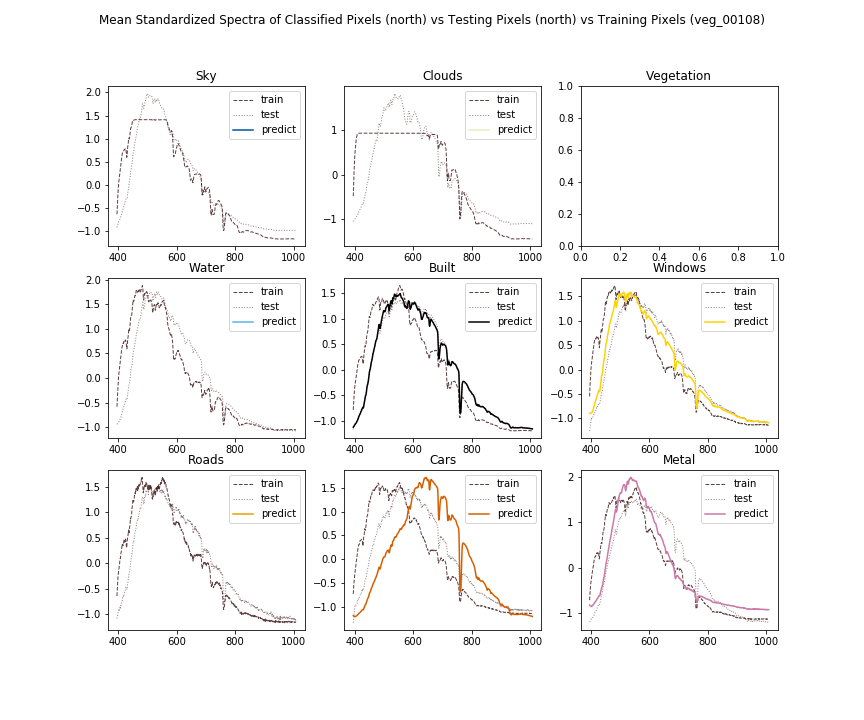 Mean Standardized Spectra of Classified Pixels (north) vs Testing Pixels (north) vs Training Pixels (veg_00108)
Sky
2.0
1.5
1.0
0.5
0.0
−0.5
−1.0
400 600 800 1000
train
test
predict
Clouds
1
0
−1
400 600 800 1000
train
test
predict
Vegetation
1.0
0.8
0.6
0.4
0.2
0.0
0.0 0.2 0.4 0.6 0.8 1.0
Water
2.0
1.5
1.0
0.5
0.0
−0.5
−1.0
400 600 800 1000
train
test
predict
Built
1.5
1.0
0.5
0.0
−0.5
−1.0
400 600 800 1000
train
test
predict
Windows
1.5
1.0
0.5
0.0
−0.5
−1.0
400 600 800 1000
train
test
predict
Roads
1.5
1.0
0.5
0.0
−0.5
−1.0
400 600 800 1000
train
test
predict
Cars
1.5
1.0
0.5
0.0
−0.5
−1.0
400 600 800 1000
train
test
predict
Metal
2
1
0
−1
400 600 800 1000
train
test
predict